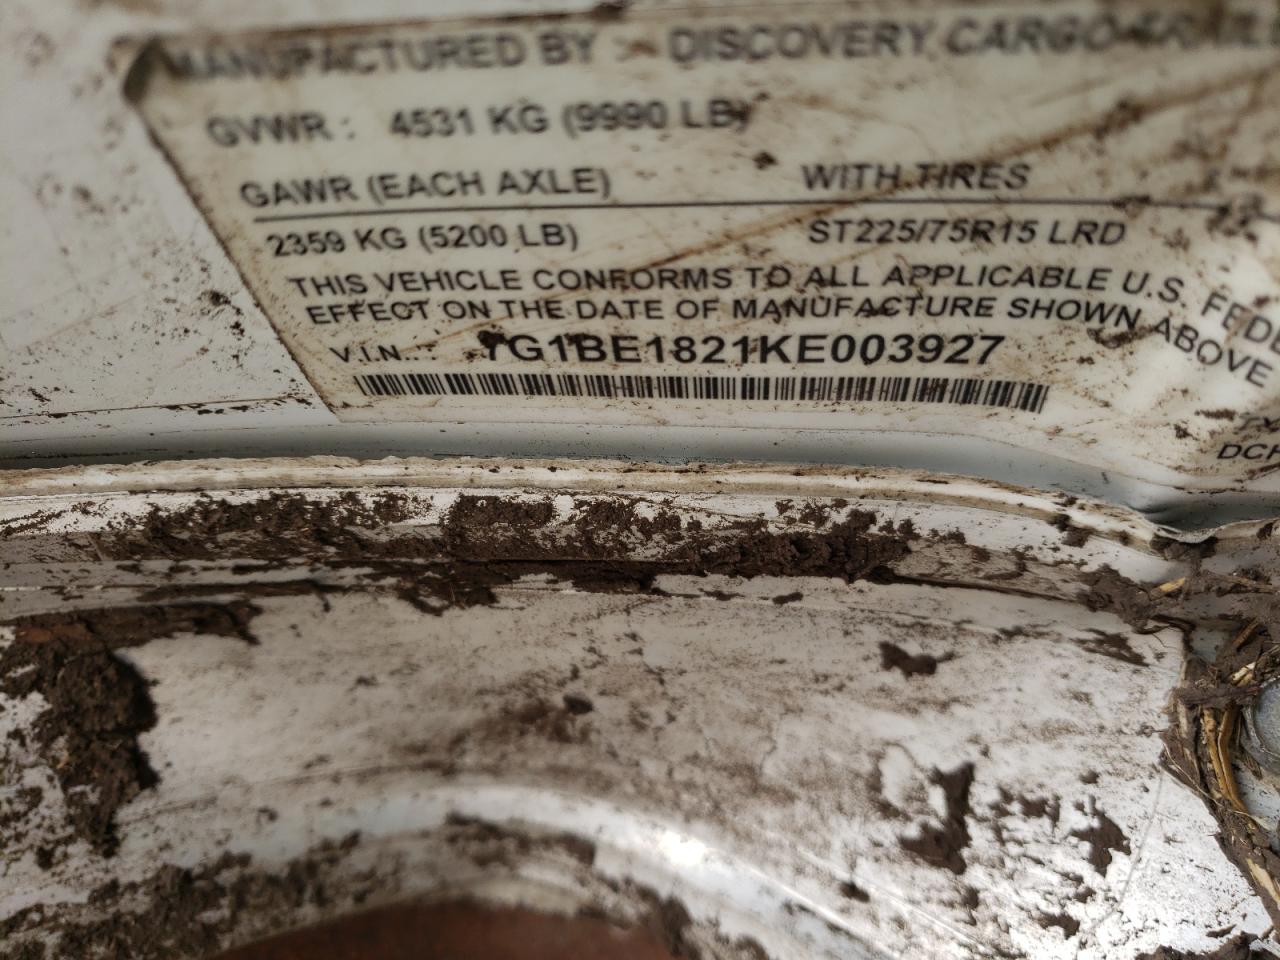 MANUFACTURED BY : DISCOVERY CARGO
GVWR : 4531 KG (9990 LB)
GAWR (EACH AXLE) WITH TIRES
2359 KG (5200 LB) ST225/75R15 LRD
THIS VEHICLE CONFORMS TO ALL APPLICABLE U.S. FEDE
EFFECT ON THE DATE OF MANUFACTURE SHOWN ABOVE
V.I.N.: 7G1BE1821KE003927